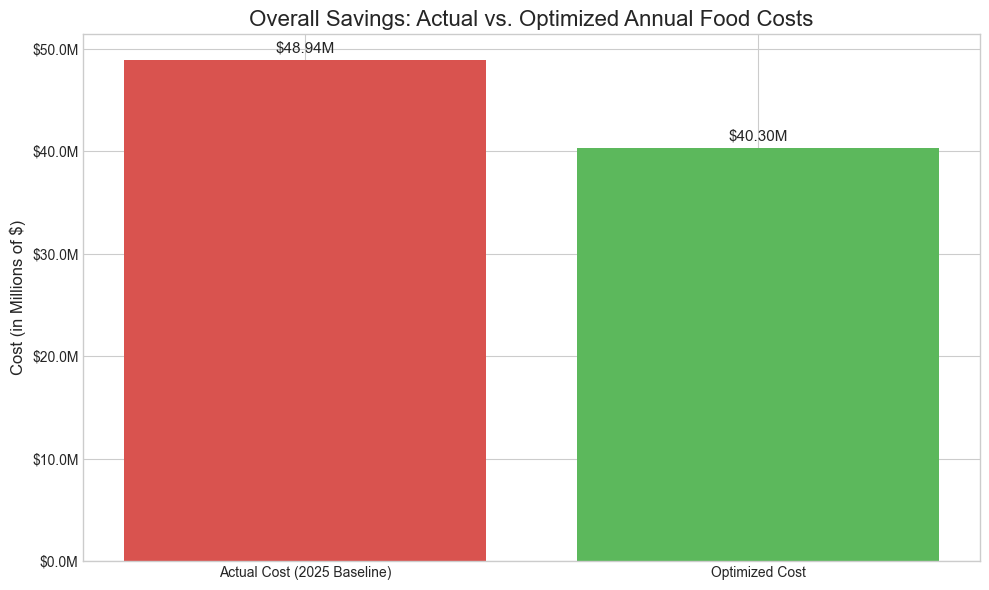 Overall Savings: Actual vs. Optimized Annual Food Costs
$50.0M
$48.94M
$40.30M
$40.0M
$30.0M
$20.0M
$10.0M
$0.0M
Cost (in Millions of $)
Actual Cost (2025 Baseline)
Optimized Cost